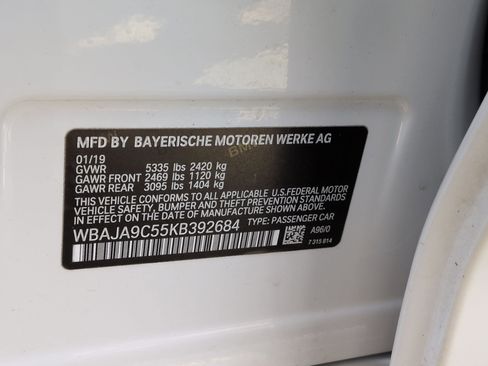 MFD BY BAYERISCHE MOTOREN WERKE AG
01/19
GVWR 5335 lbs 2420 kg
GAWR FRONT 2469 lbs 1120 kg
GAWR REAR 3095 lbs 1404 kg
THIS VEHICLE CONFORMS TO ALL APPLICABLE U.S.FEDERAL MOTOR
VEHICLE SAFETY, BUMPER, AND THEFT PREVENTION STANDARDS
IN EFFECT ON THE DATE OF MANUFACTURE SHOWN ABOVE.
WBAJA9C55KB392684 TYPE: PASSENGER CAR
A96/0
7 315 814